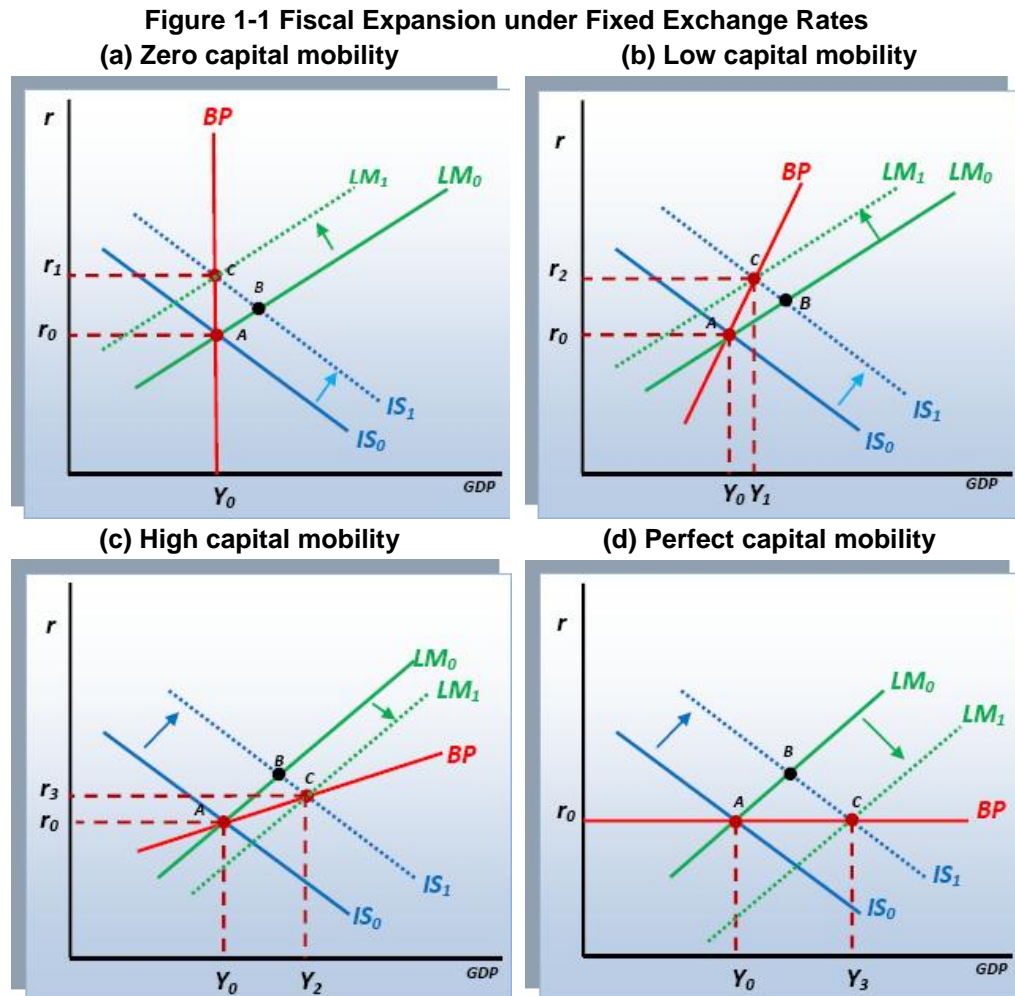 Figure 1-1 Fiscal Expansion under Fixed Exchange Rates
(a) Zero capital mobility
r
BP
LM₁
LM₀
r₁
C
B
r₀
A
IS₁
IS₀
Y₀
GDP
(b) Low capital mobility
r
BP
LM₁
LM₀
r₂
C
B
r₀
A
IS₁
IS₀
Y₀ Y₁
GDP
(c) High capital mobility
r
LM₀
LM₁
BP
B
r₃
C
A
r₀
IS₁
IS₀
Y₀
Y₂
GDP
(d) Perfect capital mobility
r
LM₀
LM₁
B
r₀
A
C
BP
IS₁
IS₀
Y₀
Y₃
GDP